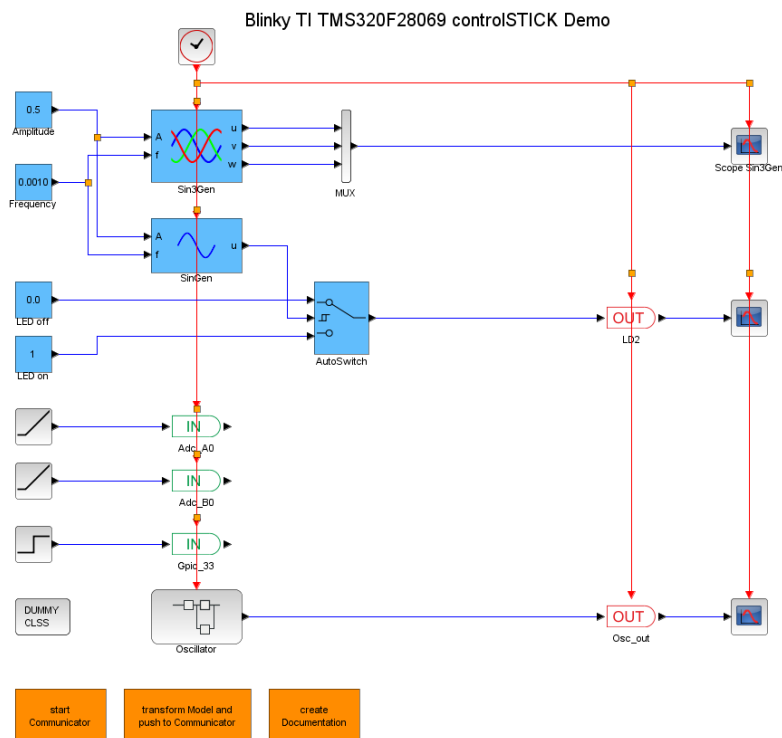 Blinky TI TMS320F28069 controlSTICK Demo
0.5
Amplitude
A
f
u
v
w
Sin3Gen
MUX
Scope Sin3Gen
0.0010
Frequency
A
f
u
SinGen
0.0
LED off
1
LED on
AutoSwitch
OUT
LD2
IN
Adc_A0
IN
Adc_B0
IN
Gpio_33
DUMMY
CLSS
Oscillator
OUT
Osc_out
start
Communicator
transform Model and
push to Communicator
create
Documentation